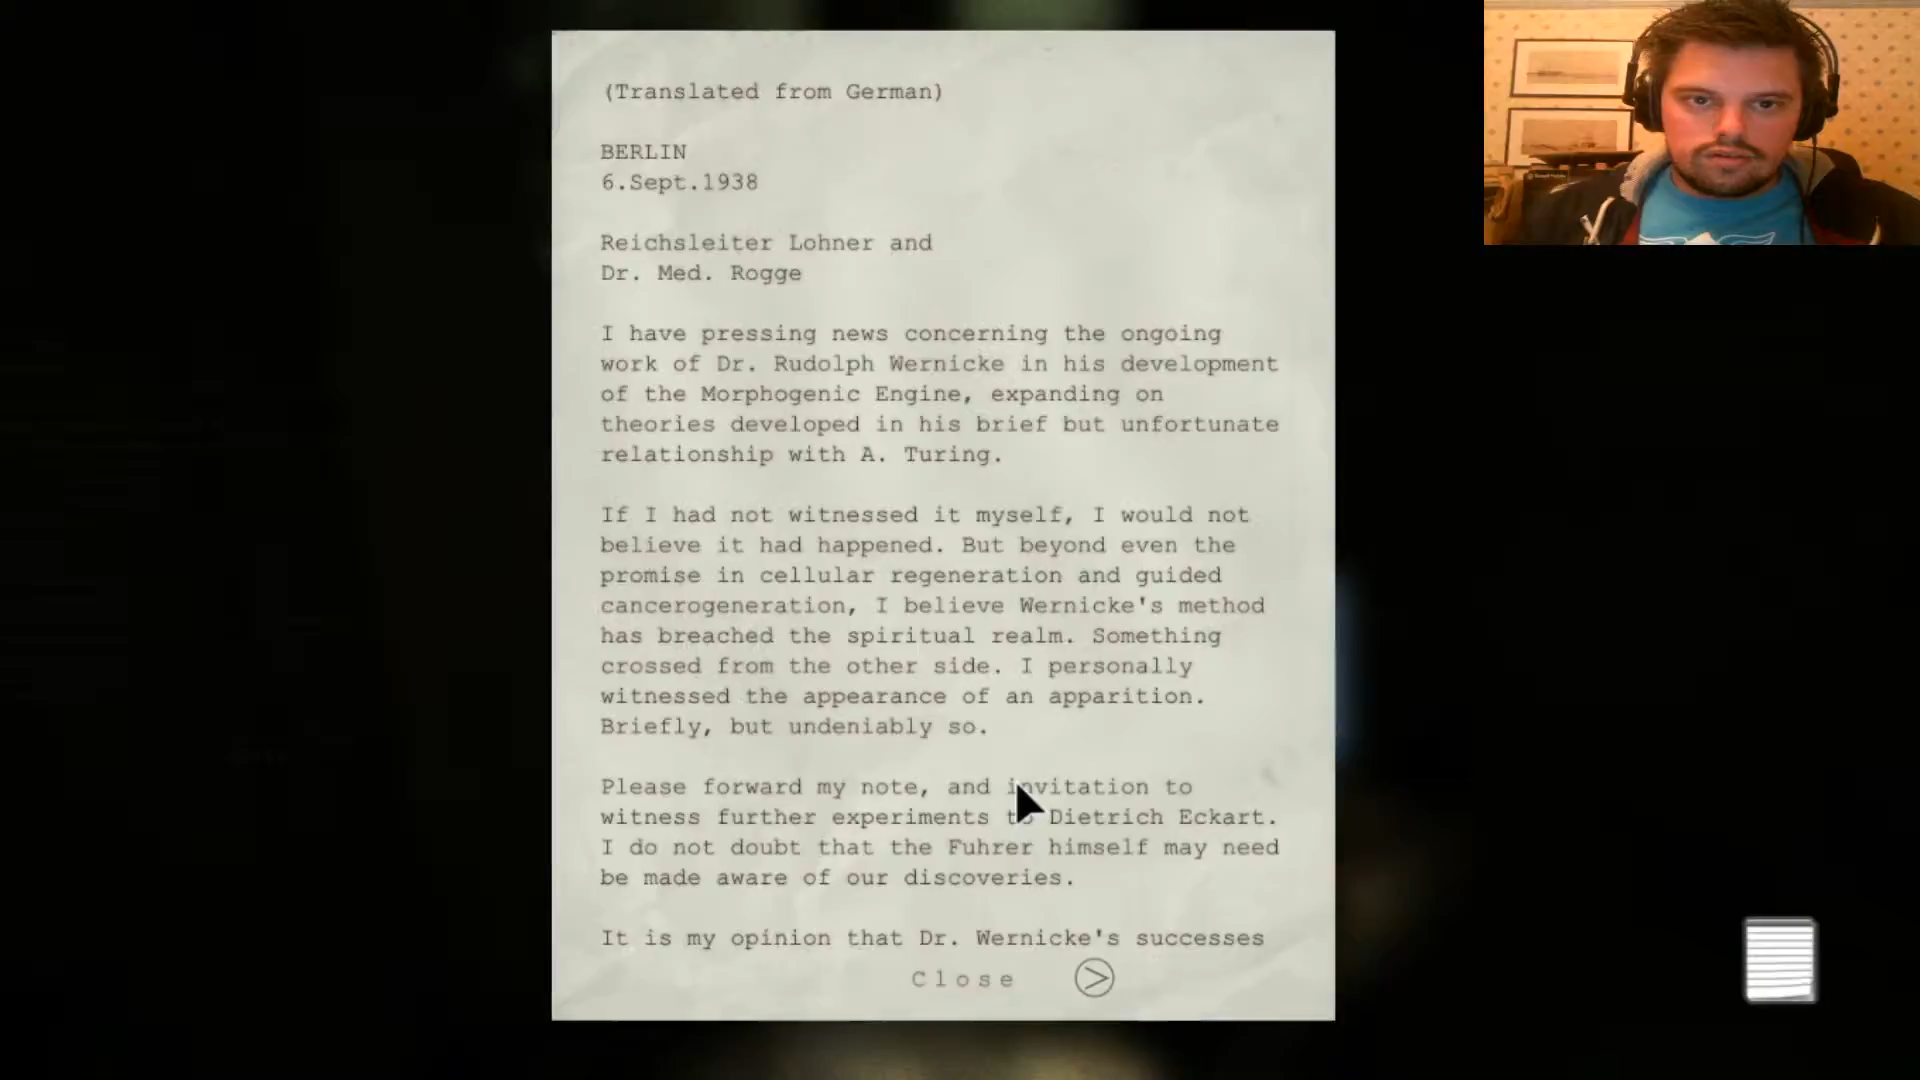 (Translated from German)
BERLIN
6.Sept.1938
Reichsleiter Lohner and
Dr. Med. Rogge
I have pressing news concerning the ongoing
work of Dr. Rudolph Wernicke in his development
of the Morphogenic Engine, expanding on
theories developed in his brief but unfortunate
relationship with A. Turing.
If I had not witnessed it myself, I would not
believe it had happened. But beyond even the
promise in cellular regeneration and guided
cancerogeneration, I believe Wernicke's method
has breached the spiritual realm. Something
crossed from the other side. I personally
witnessed the appearance of an apparition.
Briefly, but undeniably so.
Please forward my note, and invitation to
witness further experiments to Dietrich Eckart.
I do not doubt that the Fuhrer himself may need
be made aware of our discoveries.
It is my opinion that Dr. Wernicke's successes
Close